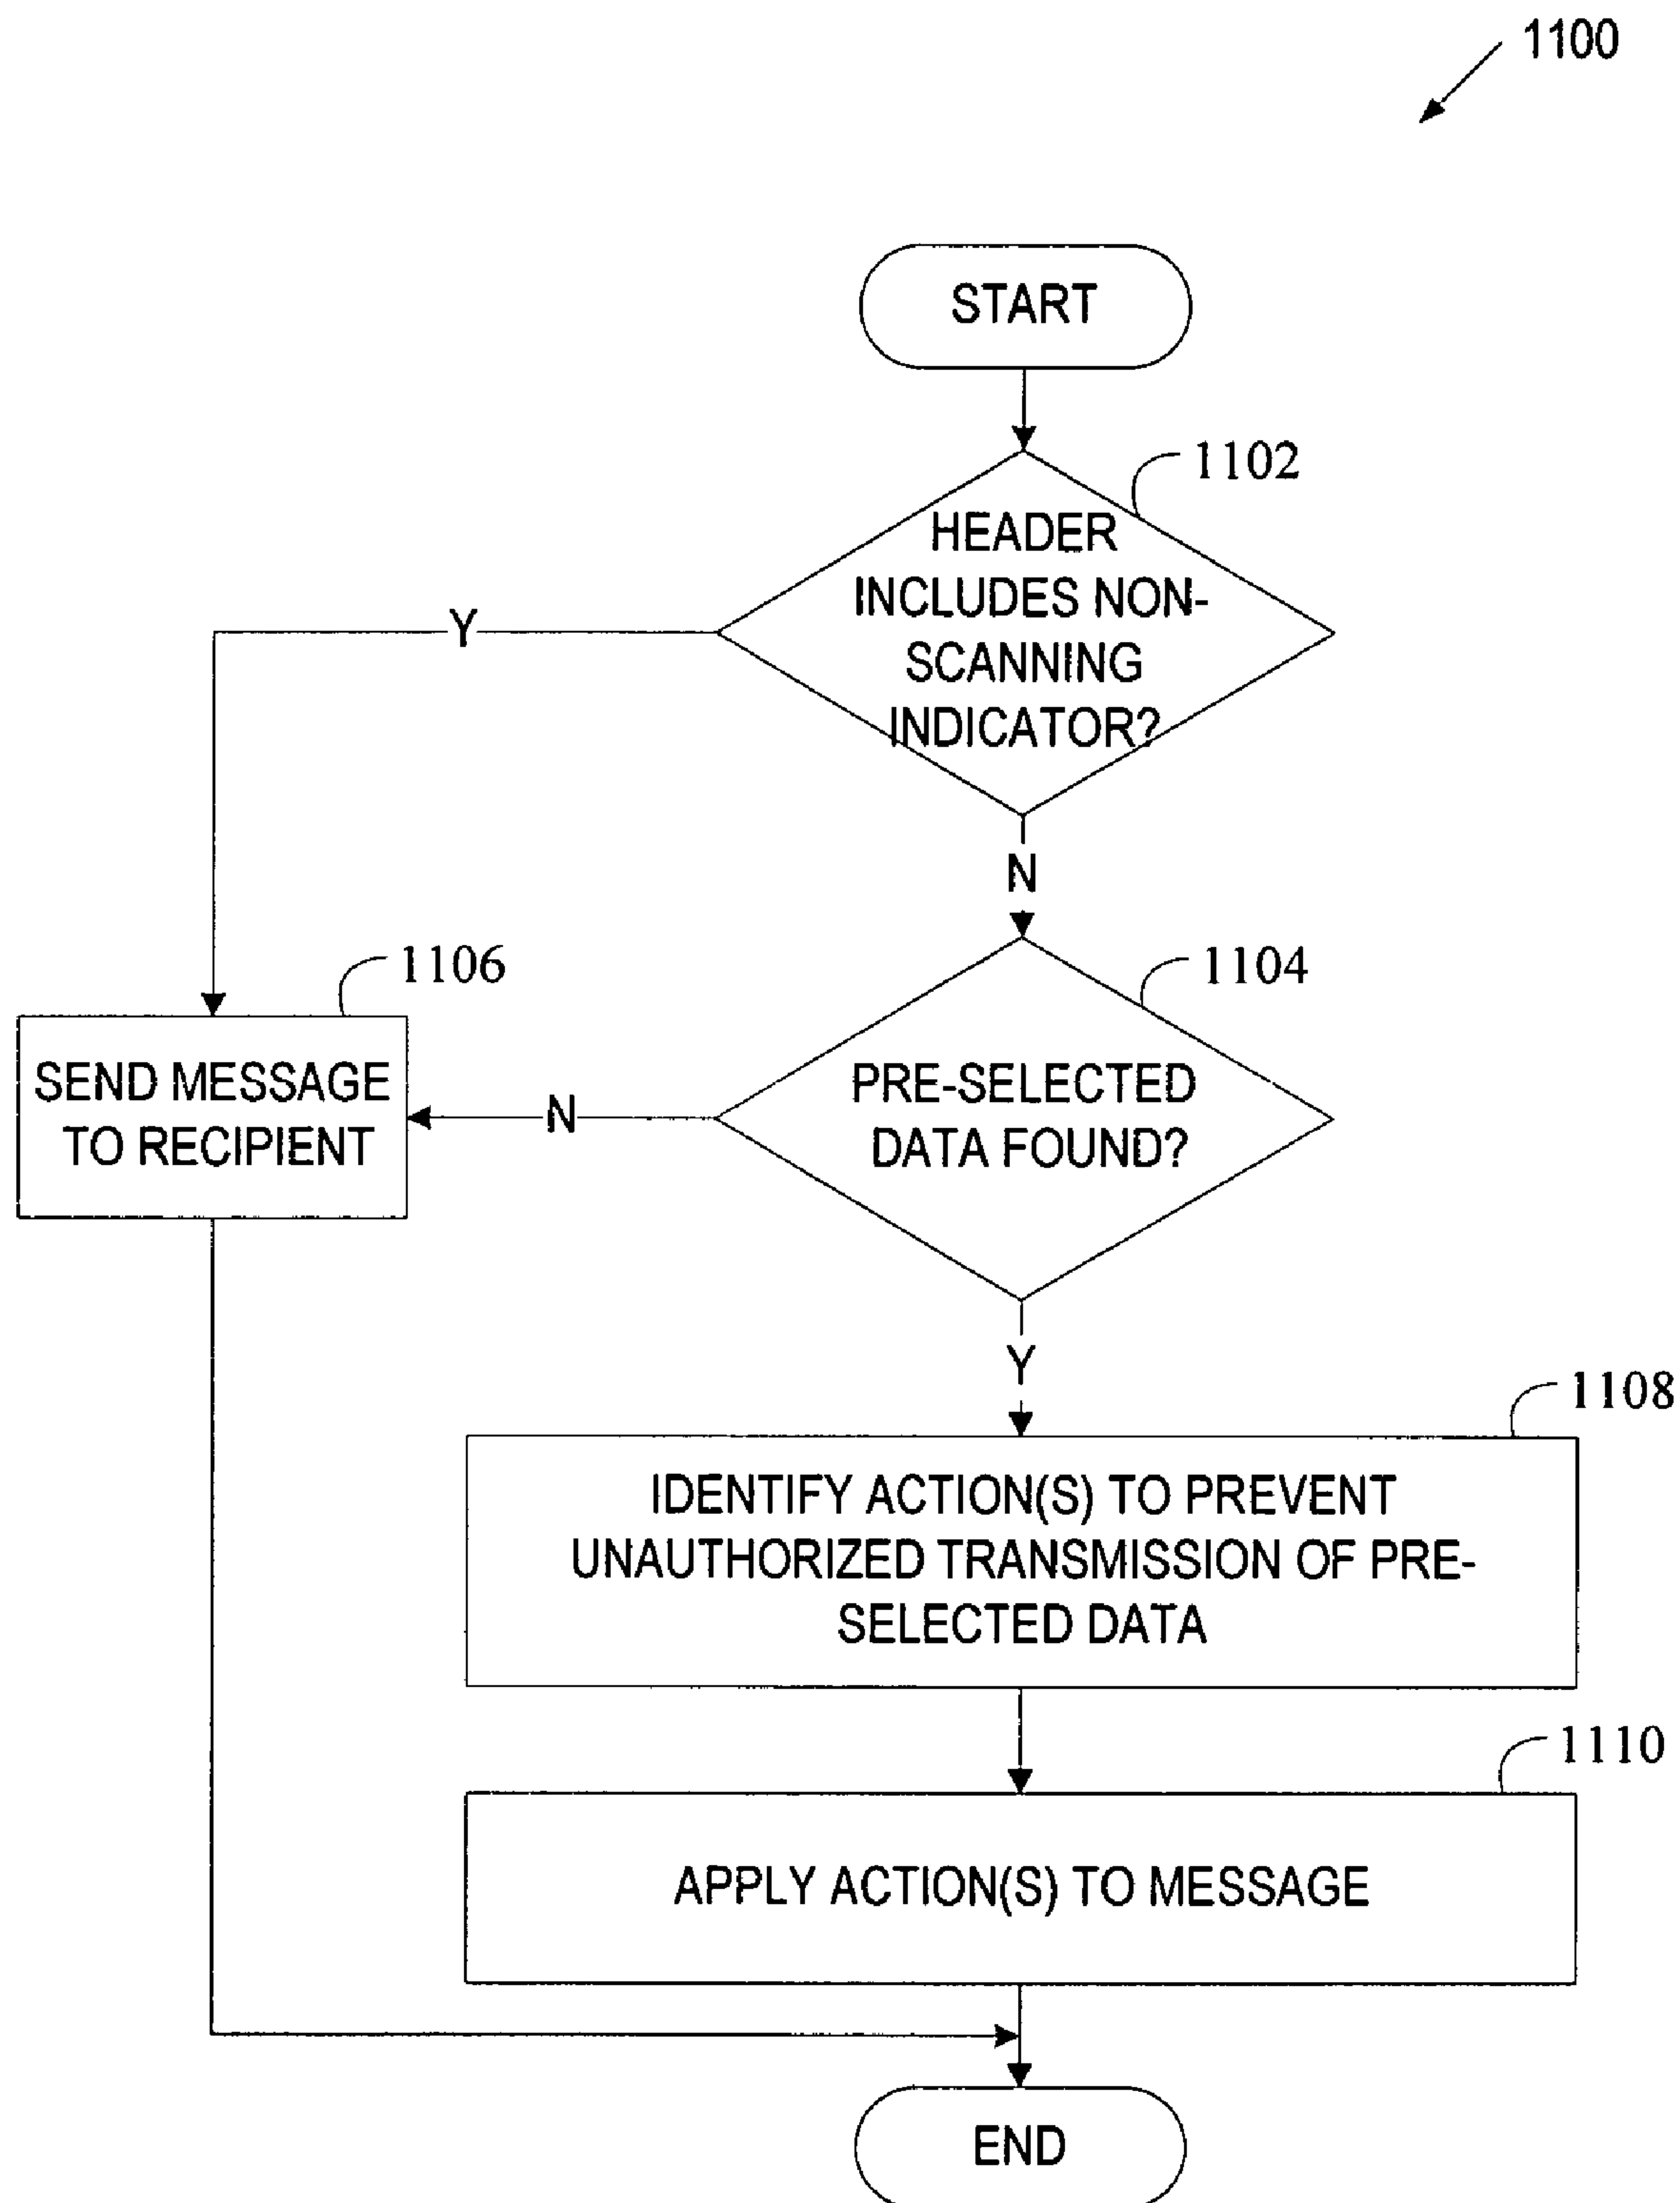 1100
START
1102
HEADER
INCLUDES NON-
SCANNING
INDICATOR?
Y
N
1106
SEND MESSAGE
TO RECIPIENT
N
1104
PRE-SELECTED
DATA FOUND?
Y
1108
IDENTIFY ACTION(S) TO PREVENT
UNAUTHORIZED TRANSMISSION OF PRE-
SELECTED DATA
1110
APPLY ACTION(S) TO MESSAGE
END